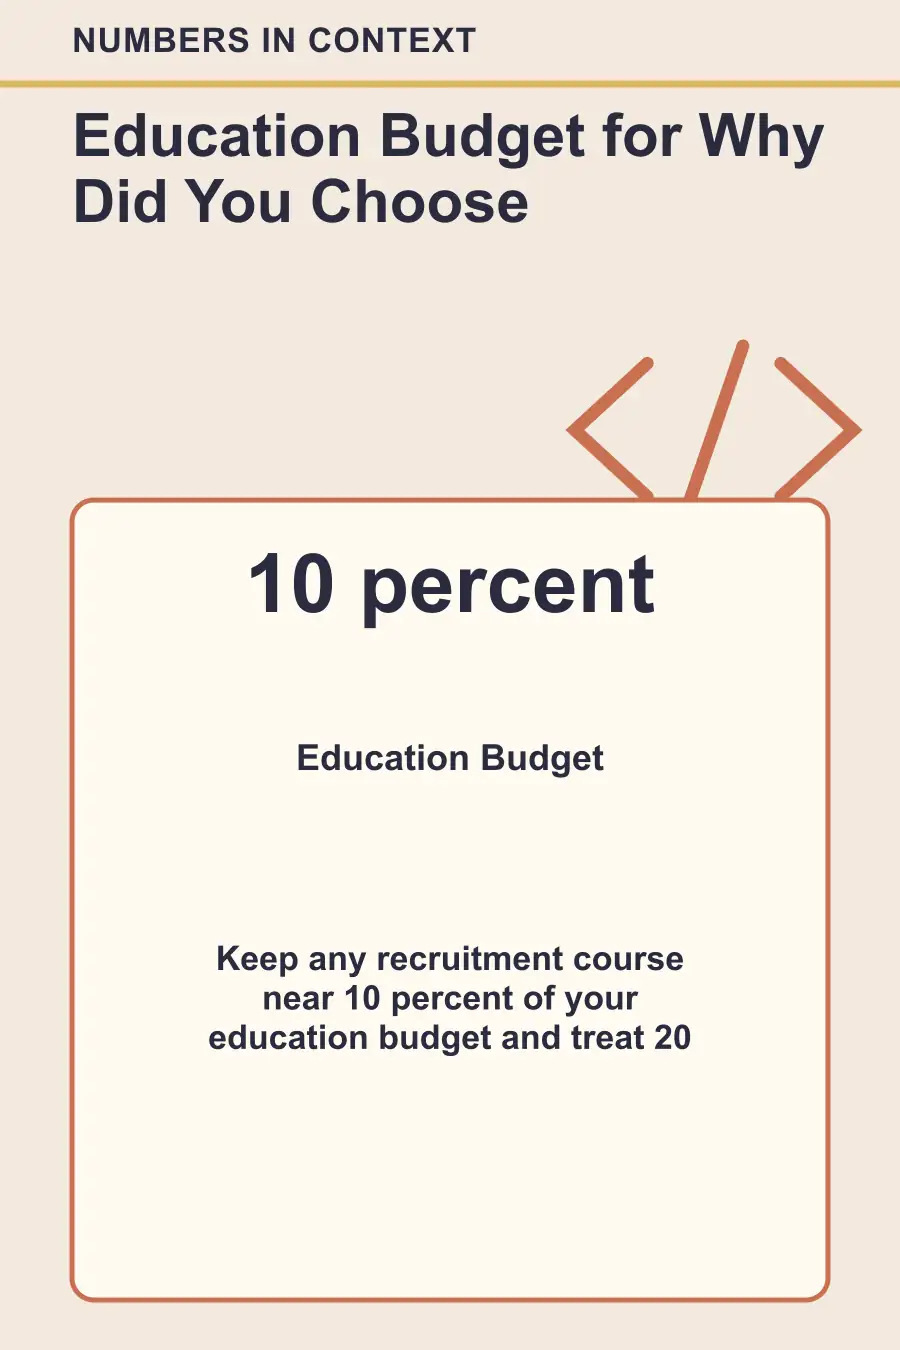 NUMBERS IN CONTEXT
Education Budget for Why
Did You Choose
10 percent
Education Budget
Keep any recruitment course
near 10 percent of your
education budget and treat 20